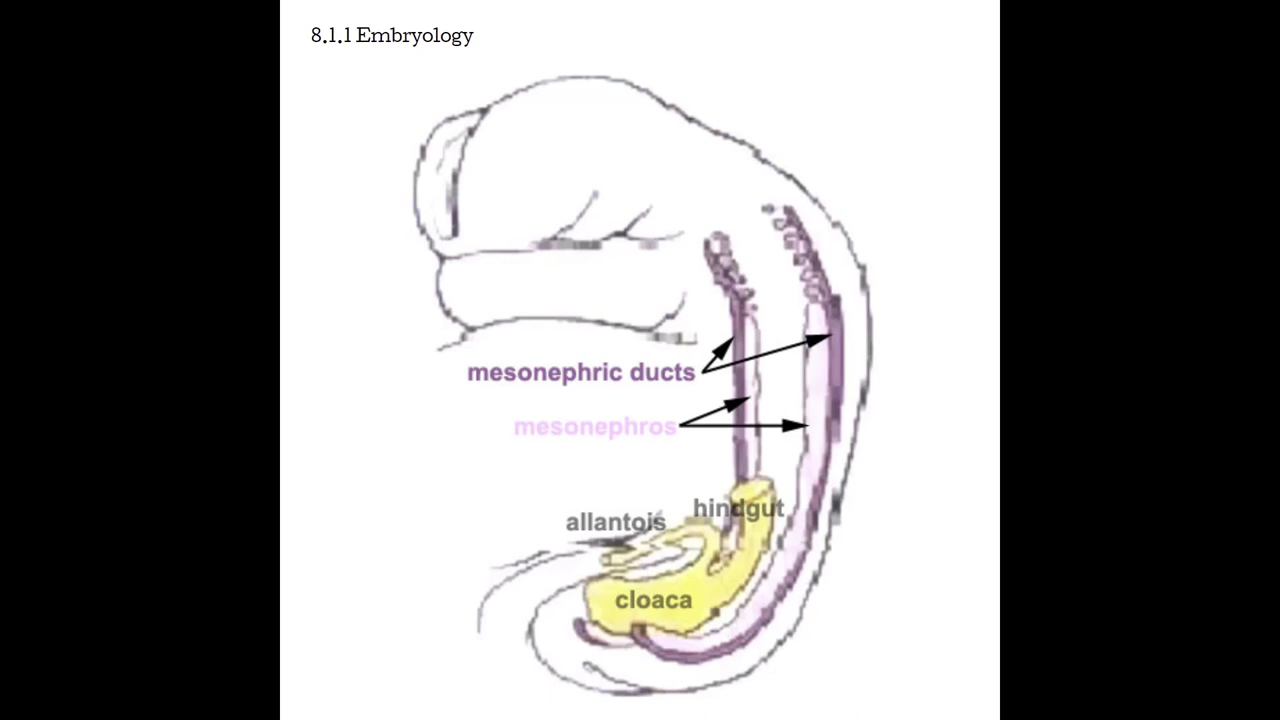 8.1.1 Embryology
mesonephric ducts
mesonephros
hindgut
allantois
cloaca